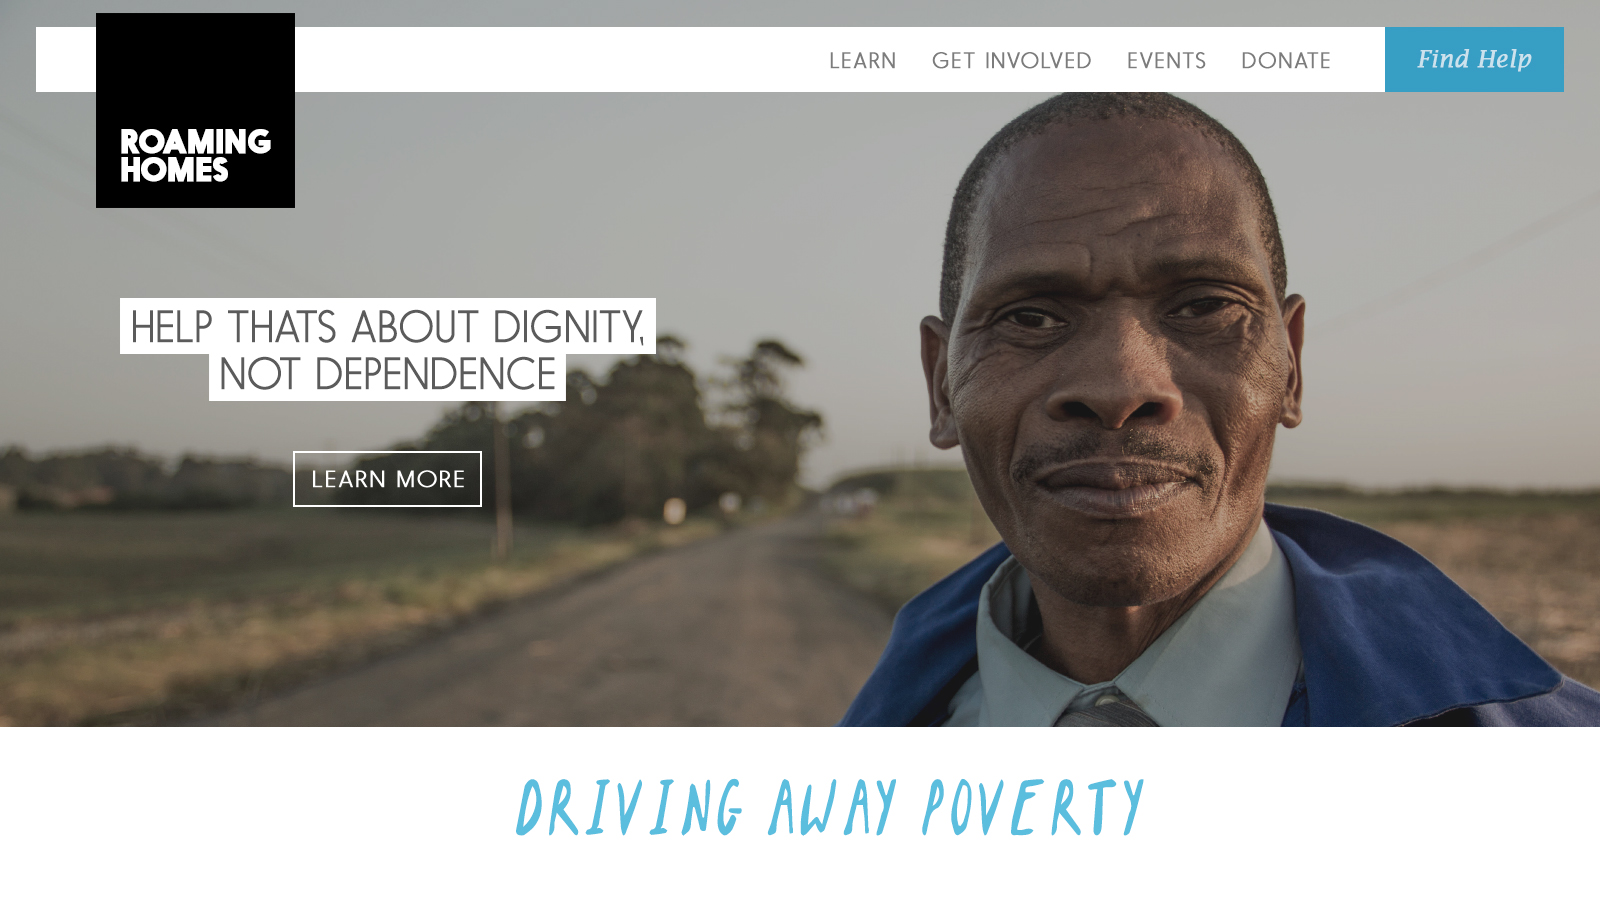 LEARN GET INVOLVED EVENTS DONATE Find Help
ROAMING
HOMES
HELP THATS ABOUT DIGNITY,
NOT DEPENDENCE
LEARN MORE
DRIVING AWAY POVERTY